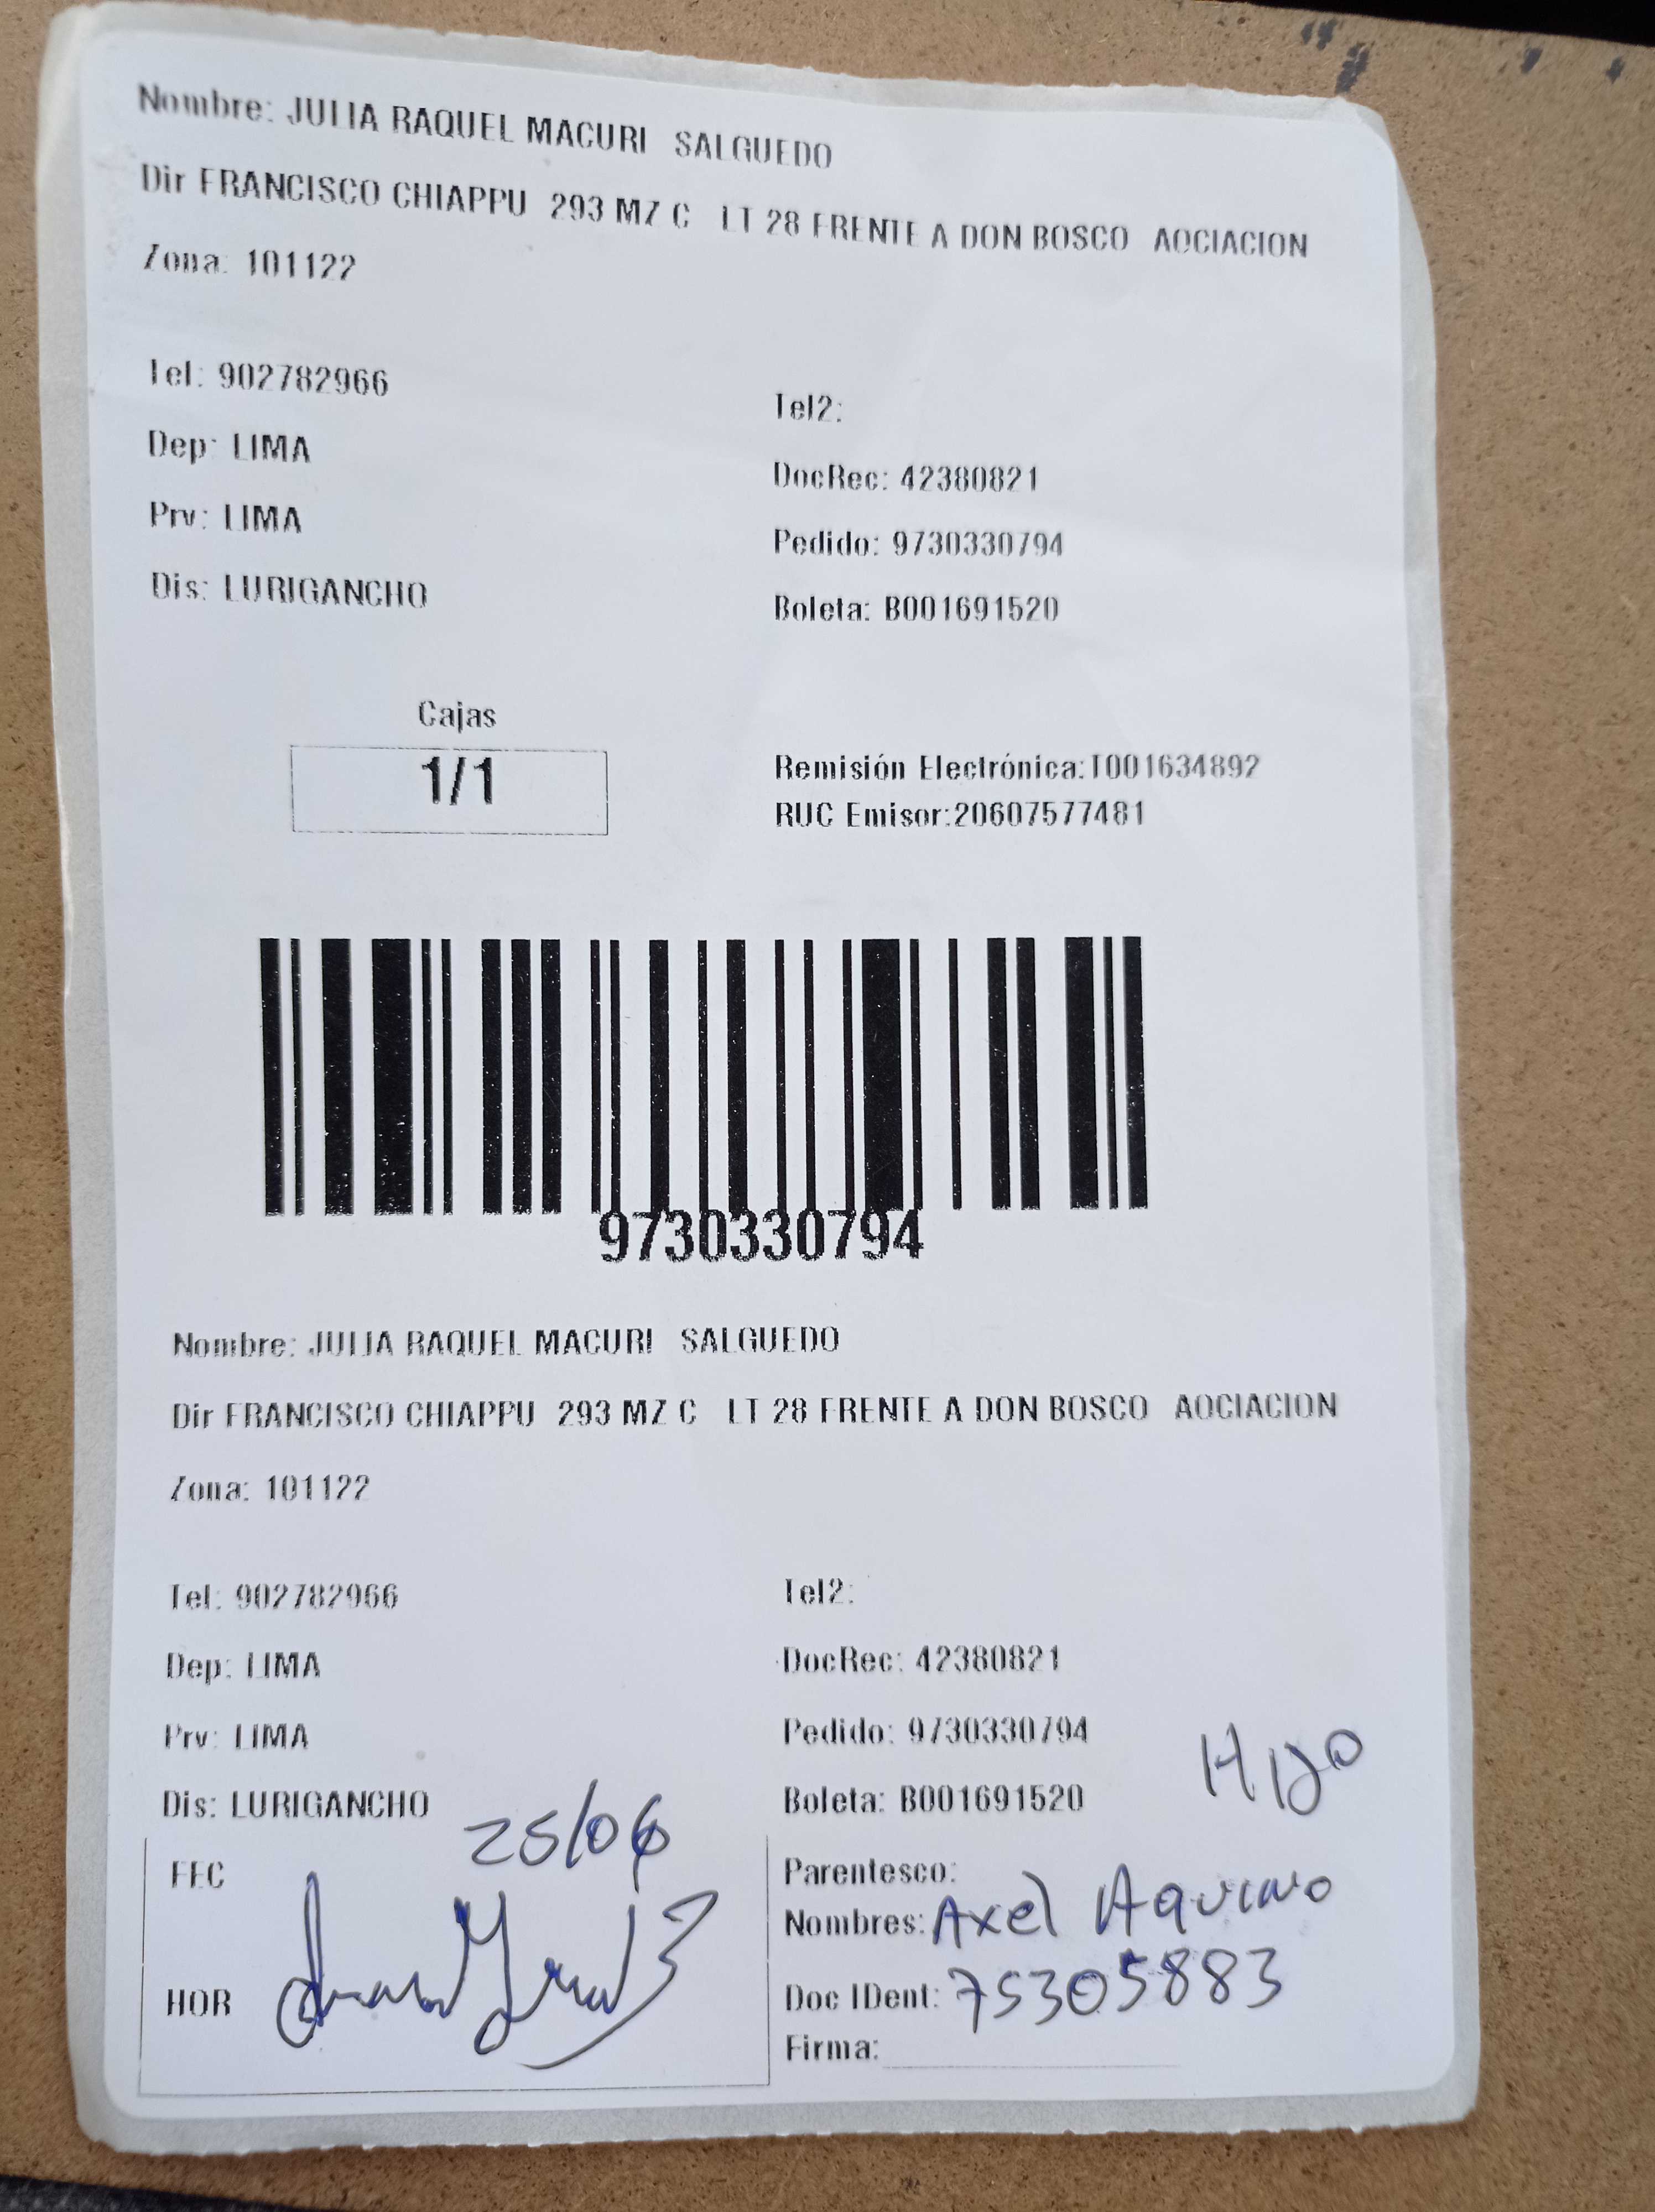 Nombre: JULIA RAQUEL MACURI SALGUEDO
Dir FRANCISCO CHIAPPU 293 MZ C LT 28 FRENTE A DON BOSCO AOCIACION
Zona: 101122
Tel: 902782966
Tel2:
Dep: LIMA
DocRec: 42380821
Prv: LIMA
Pedido: 9730330794
Dis: LURIGANCHO
Boleta: B001691520
Cajas
1/1
Remisión Electrónica:T001634892
RUC Emisor:20607577481
9730330794
Nombre: JULIA RAQUEL MACURI SALGUEDO
Dir FRANCISCO CHIAPPU 293 MZ C LT 28 FRENTE A DON BOSCO AOCIACION
Zona: 101122
Tel: 902782966
Tel2:
Dep: LIMA
DocRec: 42380821
Prv: LIMA
Pedido: 9730330794
Dis: LURIGANCHO
Boleta: B001691520
HIJO
FEC 25/06
Parentesco:
Nombres: Axel Aquino
HOR
Doc IDent: 75305883
Firma: